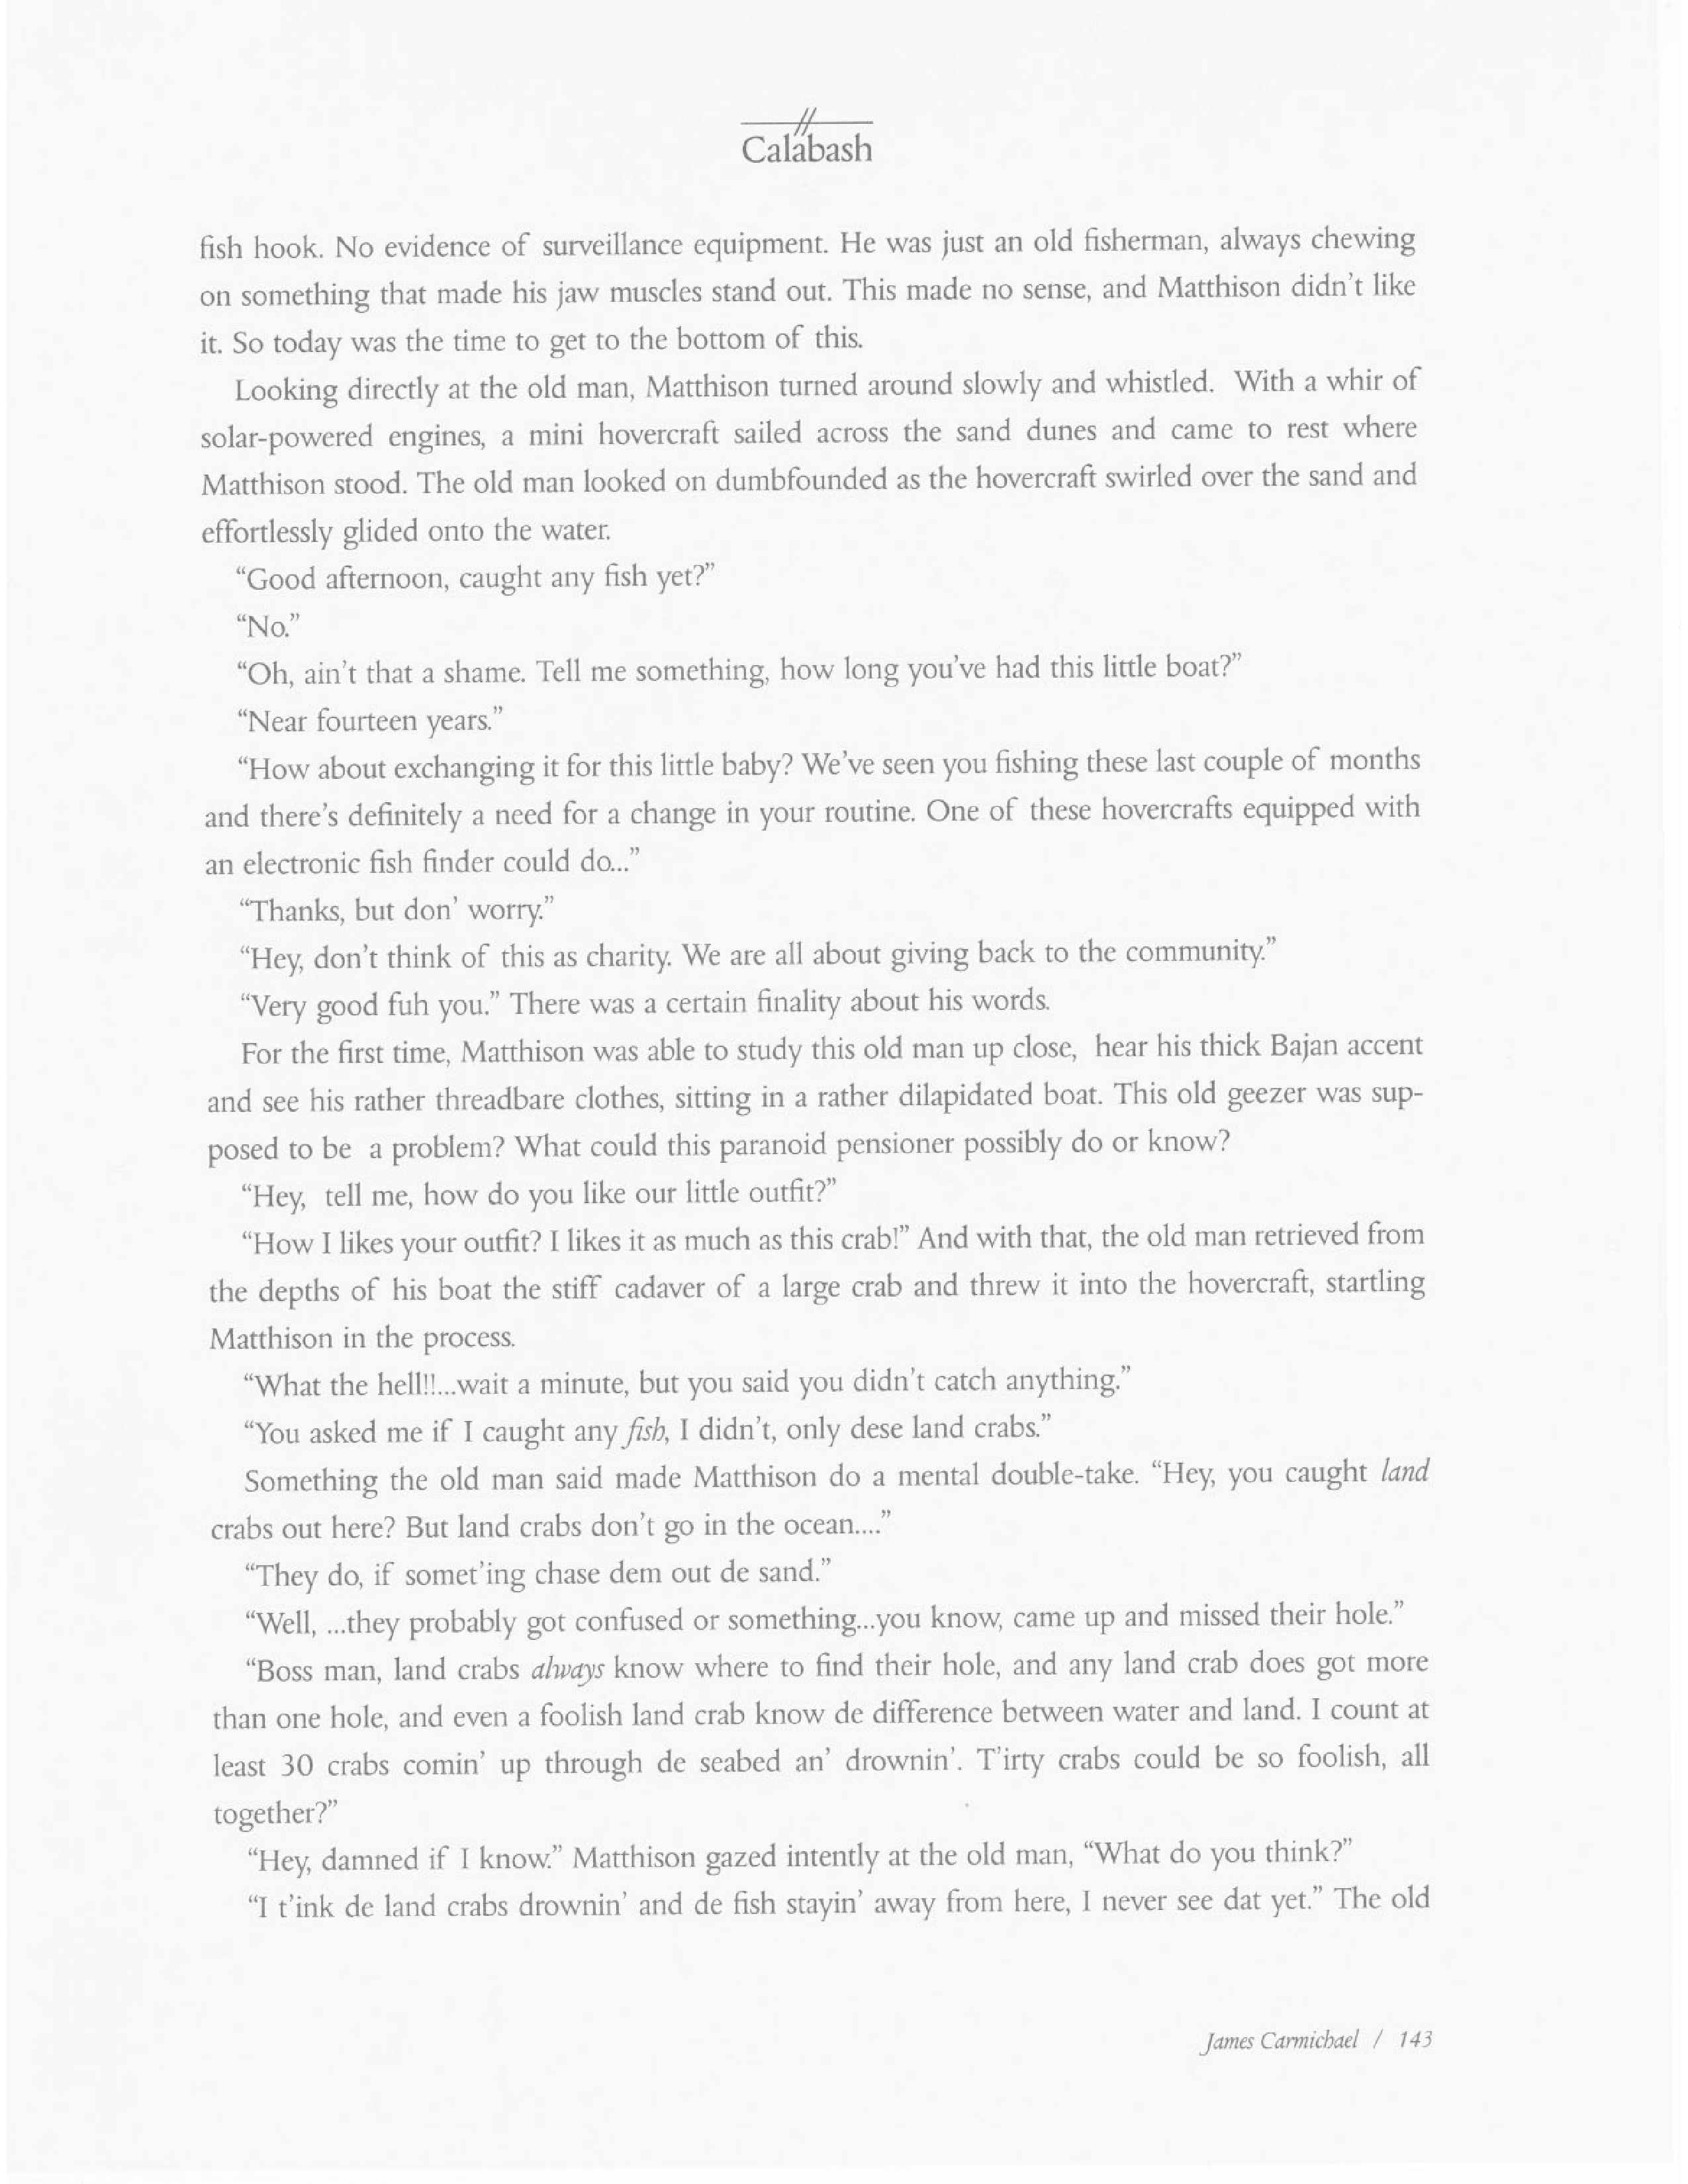 Calabash
fish hook. No evidence of surveillance equipment. He was just an old fisherman, always chewing
on something that made his jaw muscles stand out. This made no sense, and Matthison didn't like
it. So today was the time to get to the bottom of this.
Looking directly at the old man, Matthison turned around slowly and whistled. With a whir of
solar-powered engines, a mini hovercraft sailed across the sand dunes and came to rest where
Matthison stood. The old man looked on dumbfounded as the hovercraft swirled over the sand and
effortlessly glided onto the water.
“Good afternoon, caught any fish yet?”
“No.”
“Oh, ain't that a shame. Tell me something, how long you've had this little boat?”
“Near fourteen years.”
“How about exchanging it for this little baby? We've seen you fishing these last couple of months
and there's definitely a need for a change in your routine. One of these hovercrafts equipped with
an electronic fish finder could do...”
“Thanks, but don' worry.”
“Hey, don't think of this as charity. We are all about giving back to the community.”
“Very good fuh you.” There was a certain finality about his words.
For the first time, Matthison was able to study this old man up close, hear his thick Bajan accent
and see his rather threadbare clothes, sitting in a rather dilapidated boat. This old geezer was sup-
posed to be a problem? What could this paranoid pensioner possibly do or know?
“Hey, tell me, how do you like our little outfit?”
“How I likes your outfit? I likes it as much as this crab!” And with that, the old man retrieved from
the depths of his boat the stiff cadaver of a large crab and threw it into the hovercraft, startling
Matthison in the process.
“What the hell!!...wait a minute, but you said you didn't catch anything.”
“You asked me if I caught any fish, I didn't, only dese land crabs.”
Something the old man said made Matthison do a mental double-take. “Hey, you caught land
crabs out here? But land crabs don't go in the ocean....”
“They do, if somet'ing chase dem out de sand.”
“Well, ...they probably got confused or something...you know, came up and missed their hole.”
“Boss man, land crabs always know where to find their hole, and any land crab does got more
than one hole, and even a foolish land crab know de difference between water and land. I count at
least 30 crabs comin' up through de seabed an' drownin'. T'irty crabs could be so foolish, all
together?”
“Hey, damned if I know.” Matthison gazed intently at the old man, “What do you think?”
“I t'ink de land crabs drownin' and de fish stayin' away from here, I never see dat yet.” The old
James Carmichael / 143